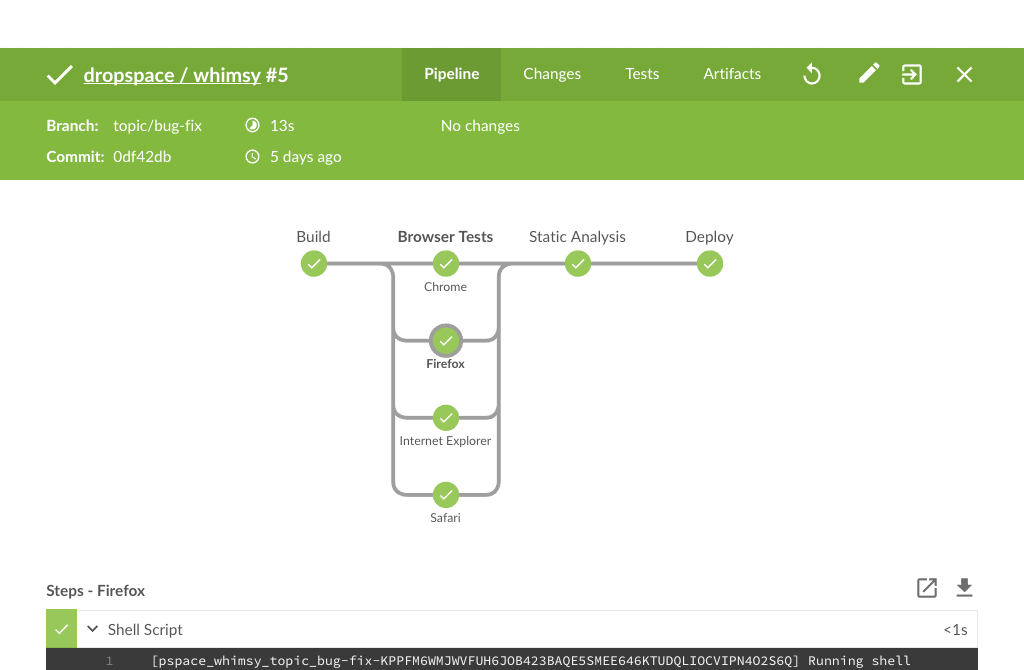 dropspace / whimsy #5
Pipeline
Changes
Tests
Artifacts
Branch: topic/bug-fix
13s
No changes
Commit: 0df42db
5 days ago
Build
Browser Tests
Static Analysis
Deploy
Chrome
Firefox
Internet Explorer
Safari
Steps - Firefox
Shell Script
<1s
1 [pspace_whimsy_topic_bug-fix-KPPFM6WMJWVFUH6JOB423BAQE5SMEE646KTUDQLIOCVIPN4O2S6Q] Running shell